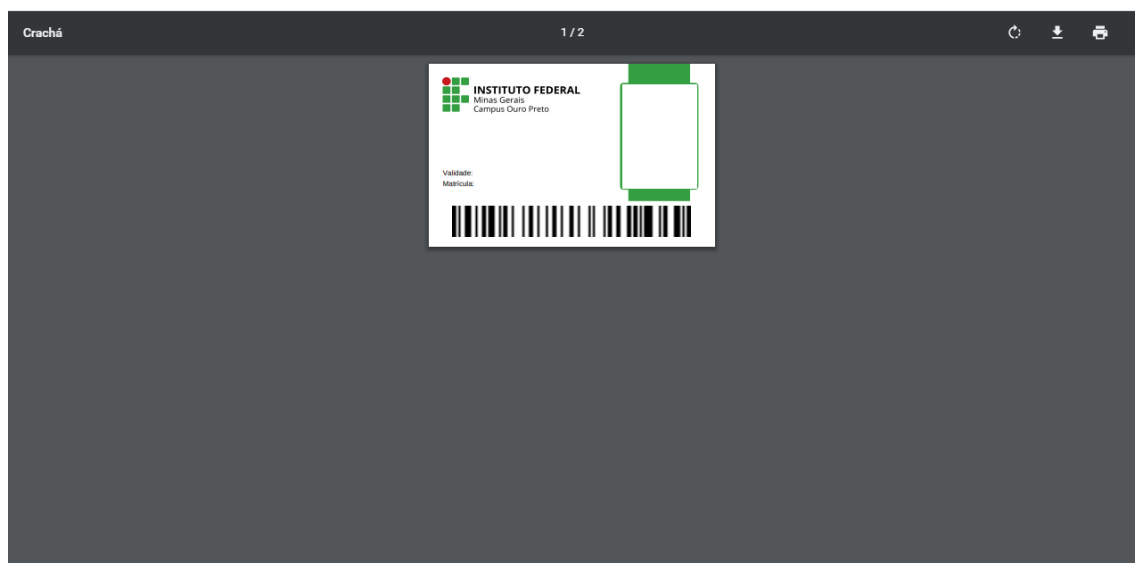 Crachá
1 / 2
INSTITUTO FEDERAL
Minas Gerais
Campus Ouro Preto
Validade:
Matrícula: